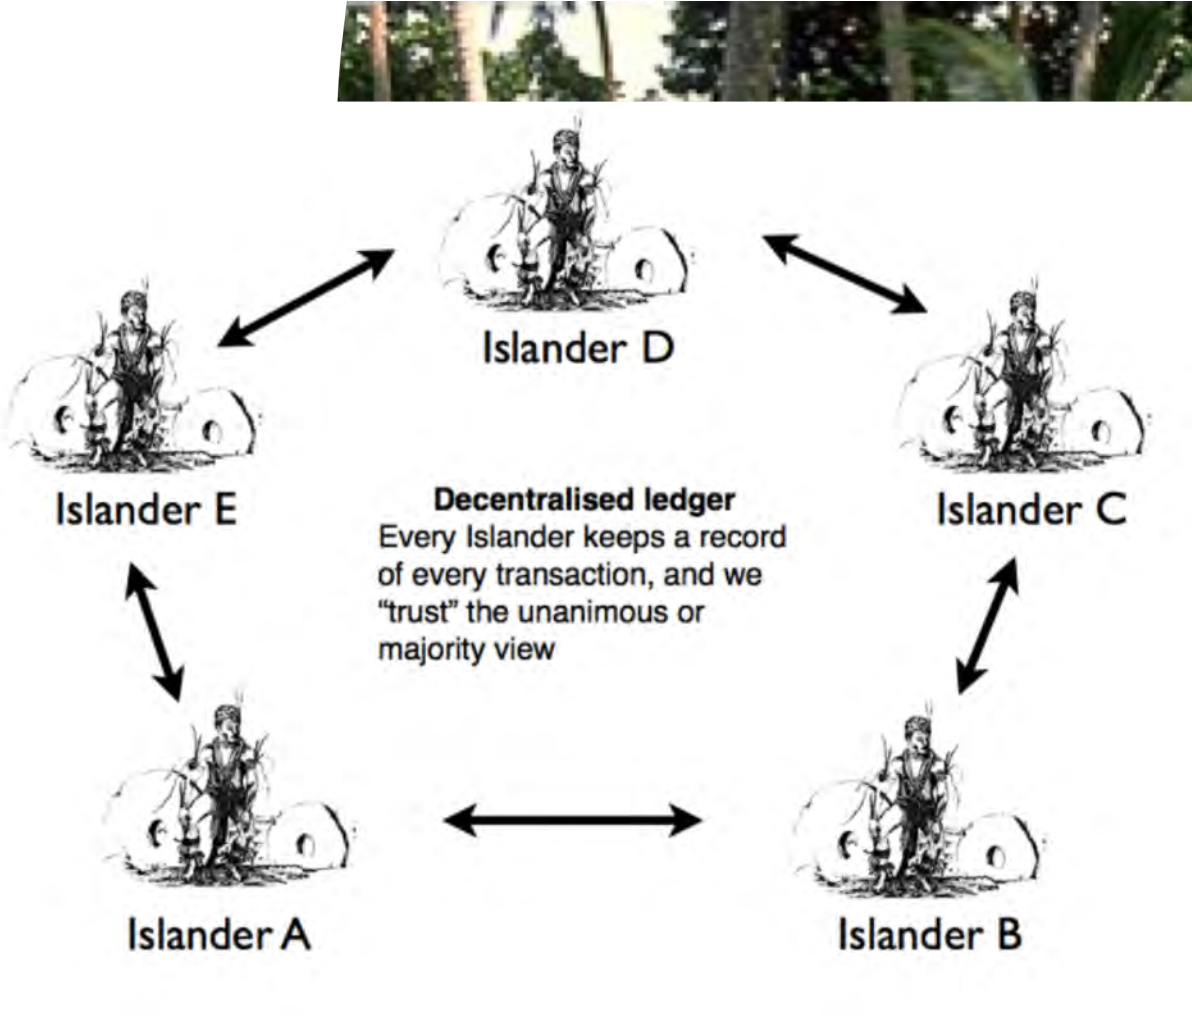 Islander D
Islander E
Islander C
Decentralised ledger
Every Islander keeps a record
of every transaction, and we
“trust” the unanimous or
majority view
Islander A
Islander B